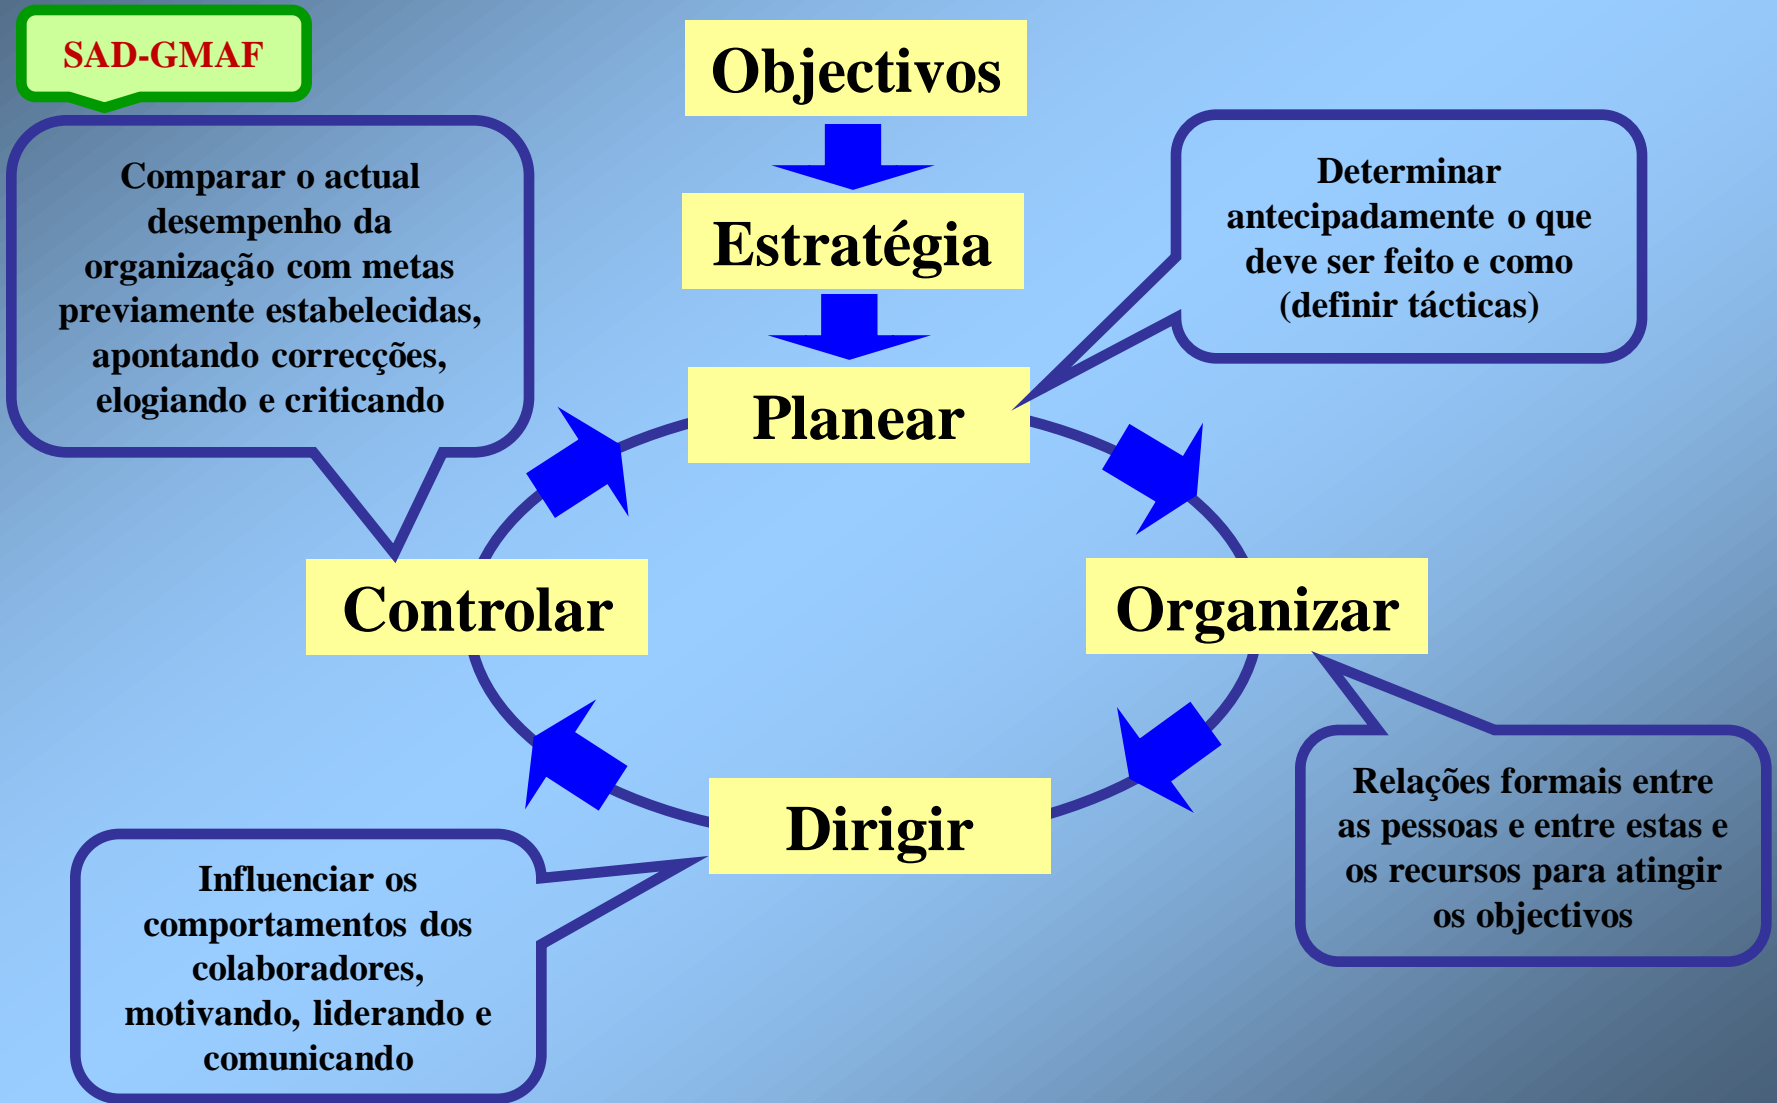 SAD-GMAF
Objectivos
Comparar o actual
desempenho da
organização com metas
previamente estabelecidas,
apontando correcções,
elogiando e criticando
Estratégia
Determinar
antecipadamente o que
deve ser feito e como
(definir tácticas)
Planear
Controlar
Organizar
Dirigir
Relações formais entre
as pessoas e entre estas e
os recursos para atingir
os objectivos
Influenciar os
comportamentos dos
colaboradores,
motivando, liderando e
comunicando